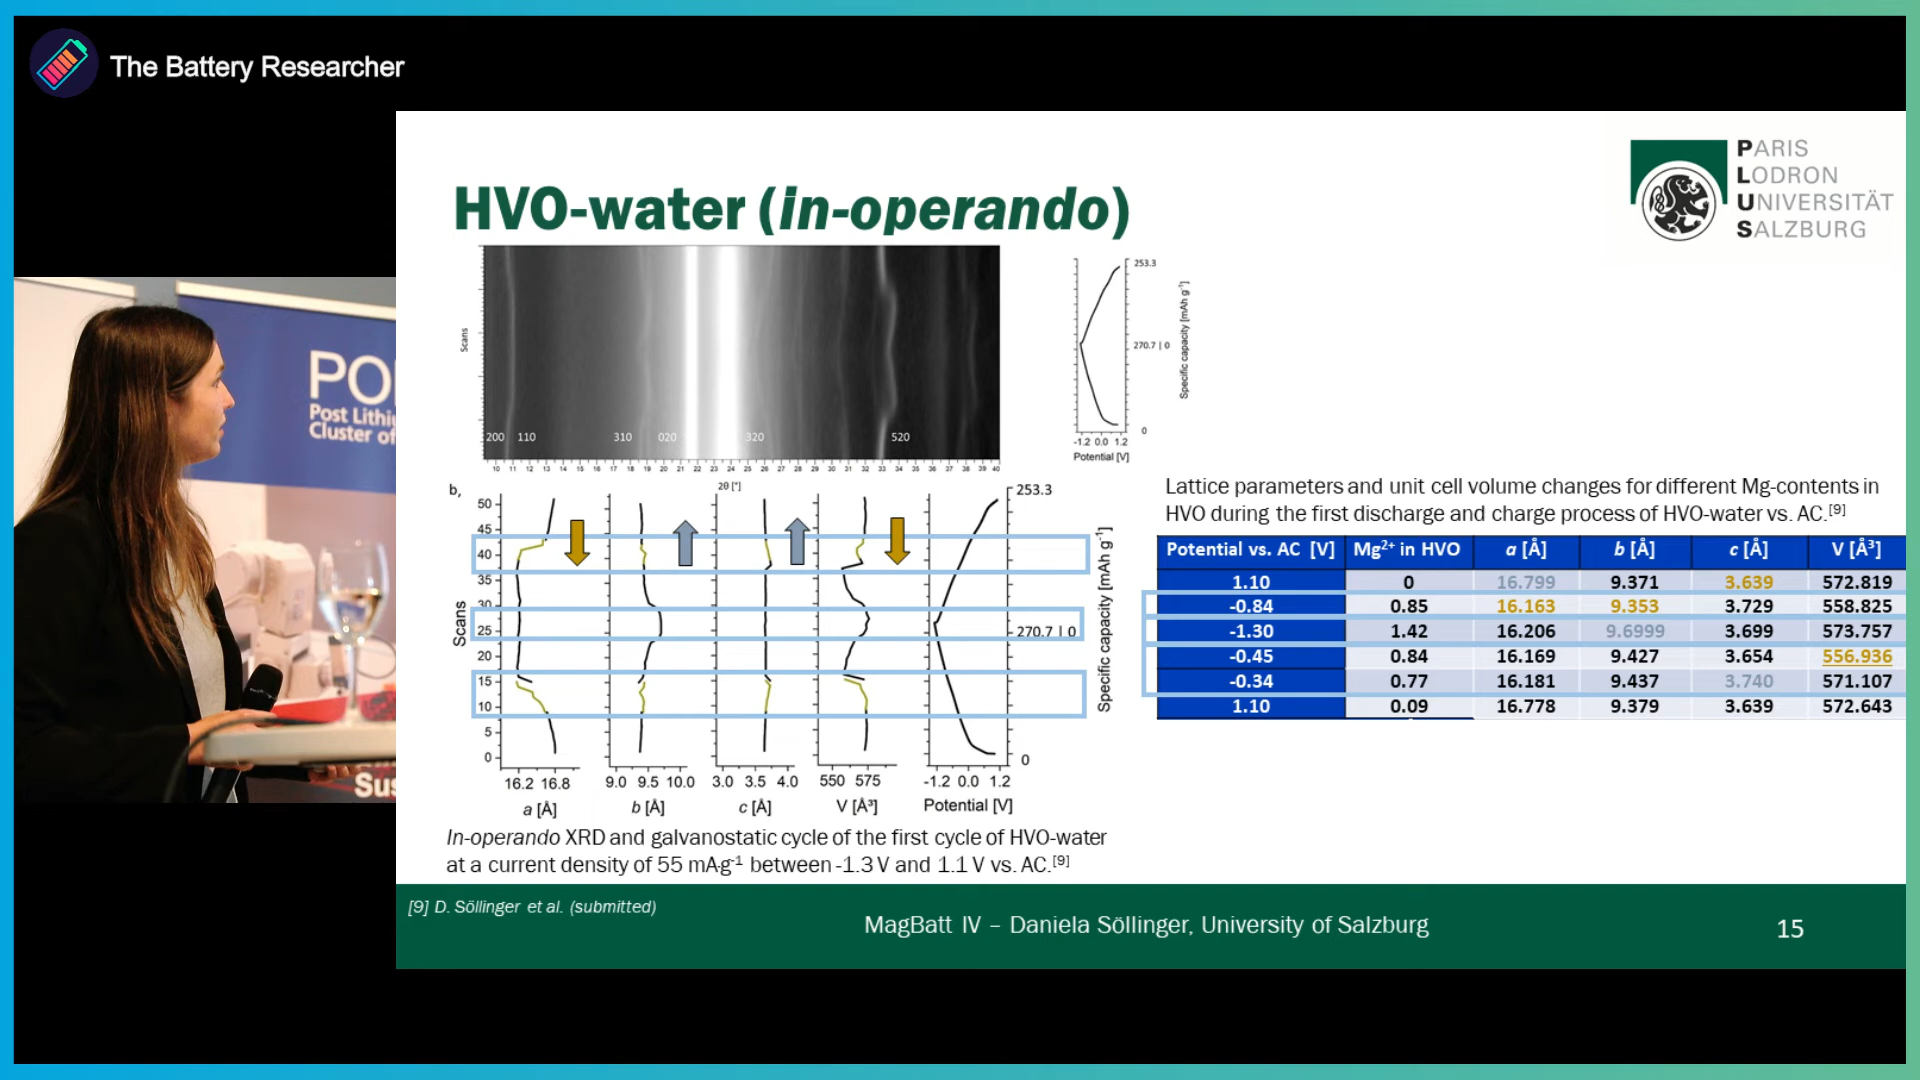 The Battery Researcher
PARIS
LODRON
UNIVERSITÄT
SALZBURG
HVO-water (in-operando)
Scans
200 110 310 020 320 520
10 11 12 13 14 15 16 17 18 19 20 21 22 23 24 25 26 27 28 29 30 31 32 33 34 35 36 37 38 39 40
2θ [°]
253.3
270.7 | 0
0
Specific capacity [mAh g⁻¹]
-1.2 0.0 1.2
Potential [V]
b,
50
45
40
35
30
25
20
15
10
5
0
Scans
253.3
270.7 | 0
0
Specific capacity [mAh g⁻¹]
16.2 16.8 9.0 9.5 10.0 3.0 3.5 4.0 550 575 -1.2 0.0 1.2
a [Å] b [Å] c [Å] V [Å³] Potential [V]
In-operando XRD and galvanostatic cycle of the first cycle of HVO-water
at a current density of 55 mA·g⁻¹ between -1.3 V and 1.1 V vs. AC.[9]
Lattice parameters and unit cell volume changes for different Mg-contents in
HVO during the first discharge and charge process of HVO-water vs. AC.[9]
Potential vs. AC [V] Mg²⁺ in HVO a [Å] b [Å] c [Å] V [Å³]
1.10 0 16.799 9.371 3.639 572.819
-0.84 0.85 16.163 9.353 3.729 558.825
-1.30 1.42 16.206 9.6999 3.699 573.757
-0.45 0.84 16.169 9.427 3.654 556.936
-0.34 0.77 16.181 9.437 3.740 571.107
1.10 0.09 16.778 9.379 3.639 572.643
PO
Post Lithi
Cluster of
Sus
[9] D. Söllinger et al. (submitted)
MagBatt IV – Daniela Söllinger, University of Salzburg
15